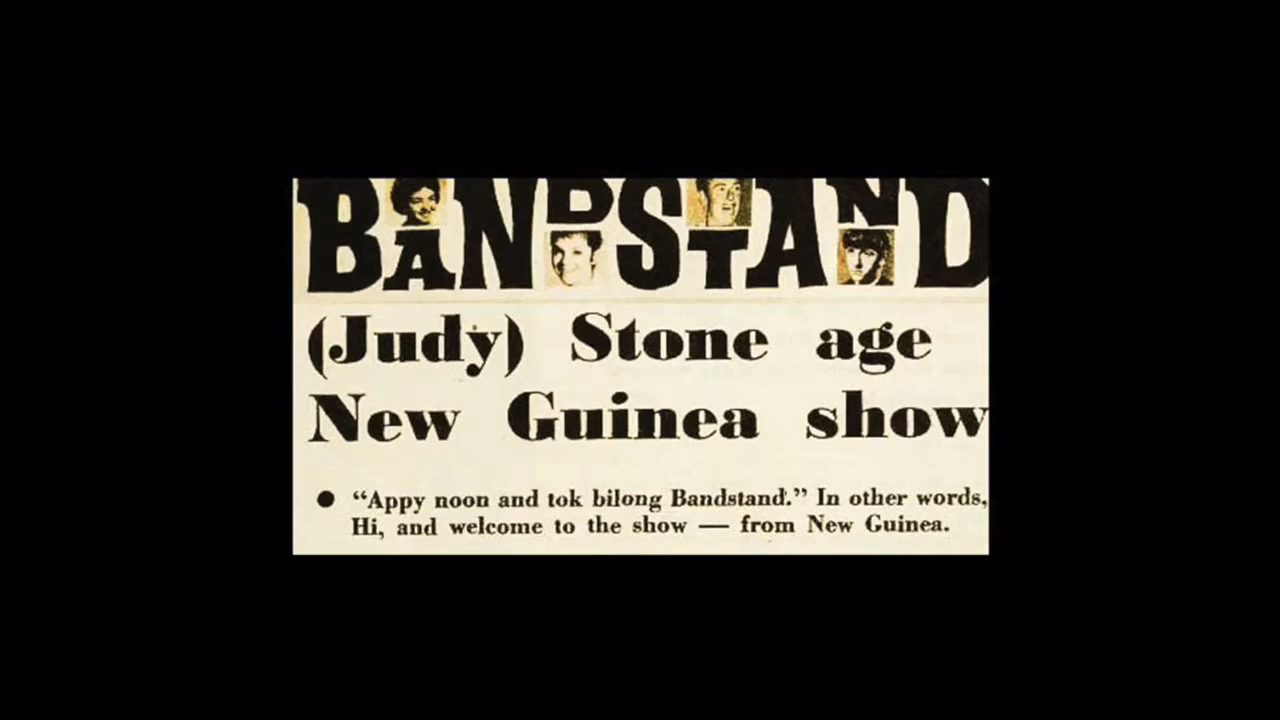 BANDSTAND
(Judy) Stone age
New Guinea show
● “Appy noon and tok bilong Bandstand.” In other words,
Hi, and welcome to the show — from New Guinea.